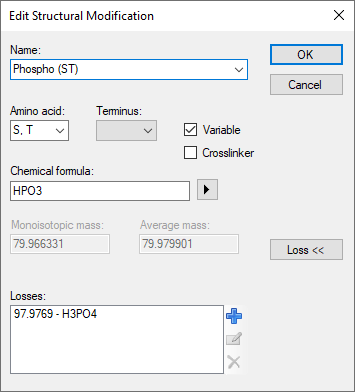 Edit Structural Modification
Name:
Phospho (ST)
OK
Cancel
Amino acid:
Terminus:
S, T
Variable
Crosslinker
Chemical formula:
HPO3
Monoisotopic mass:
Average mass:
79.966331
79.979901
Loss <<
Losses:
97.9769 - H3PO4